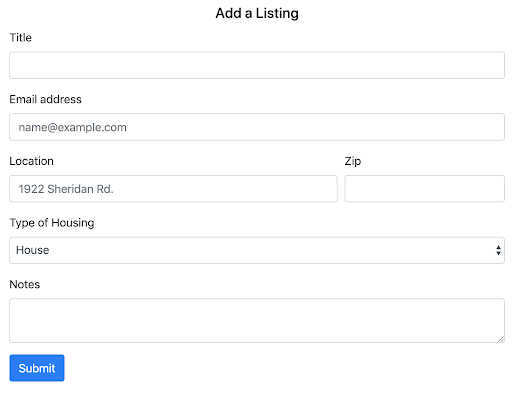 Add a Listing
Title
Email address
name@example.com
Location Zip
1922 Sheridan Rd.
Type of Housing
House
Notes
Submit